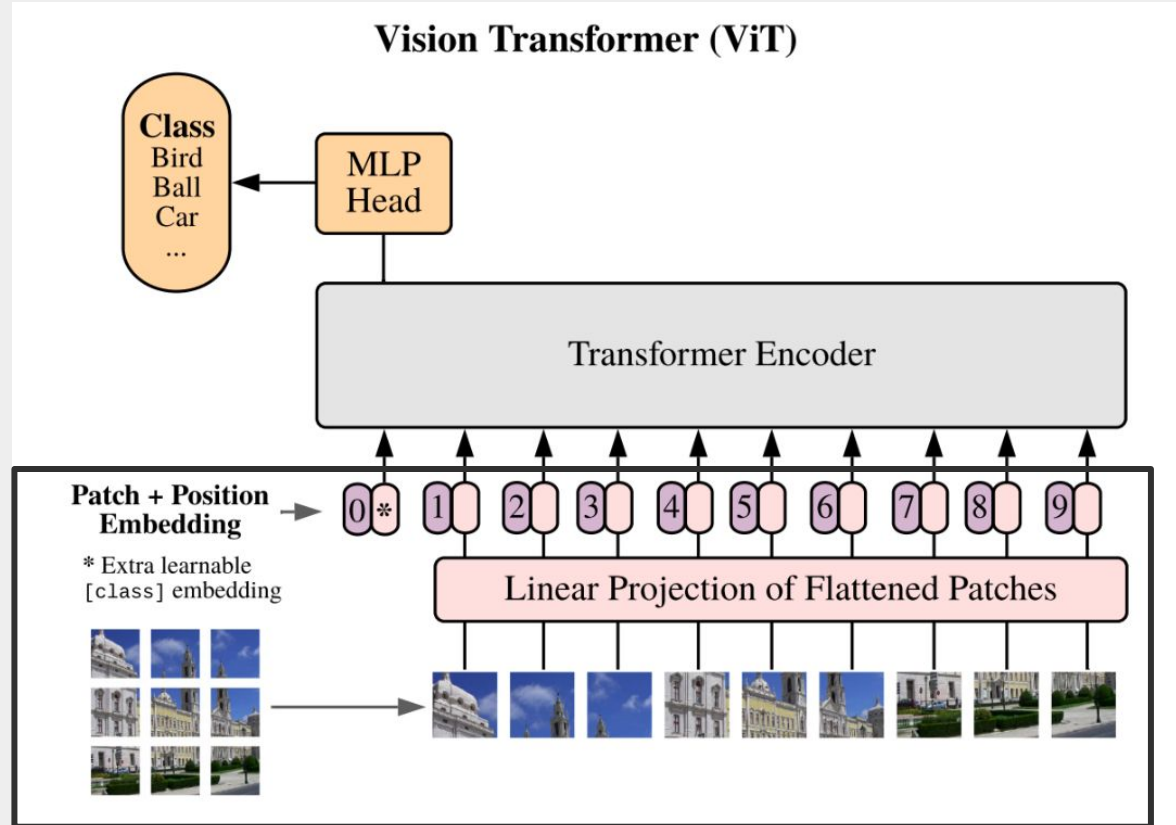 Vision Transformer (ViT)
Class
Bird
Ball
Car
...
MLP
Head
Transformer Encoder
Patch + Position
Embedding
0 * 1 2 3 4 5 6 7 8 9
* Extra learnable
[class] embedding
Linear Projection of Flattened Patches